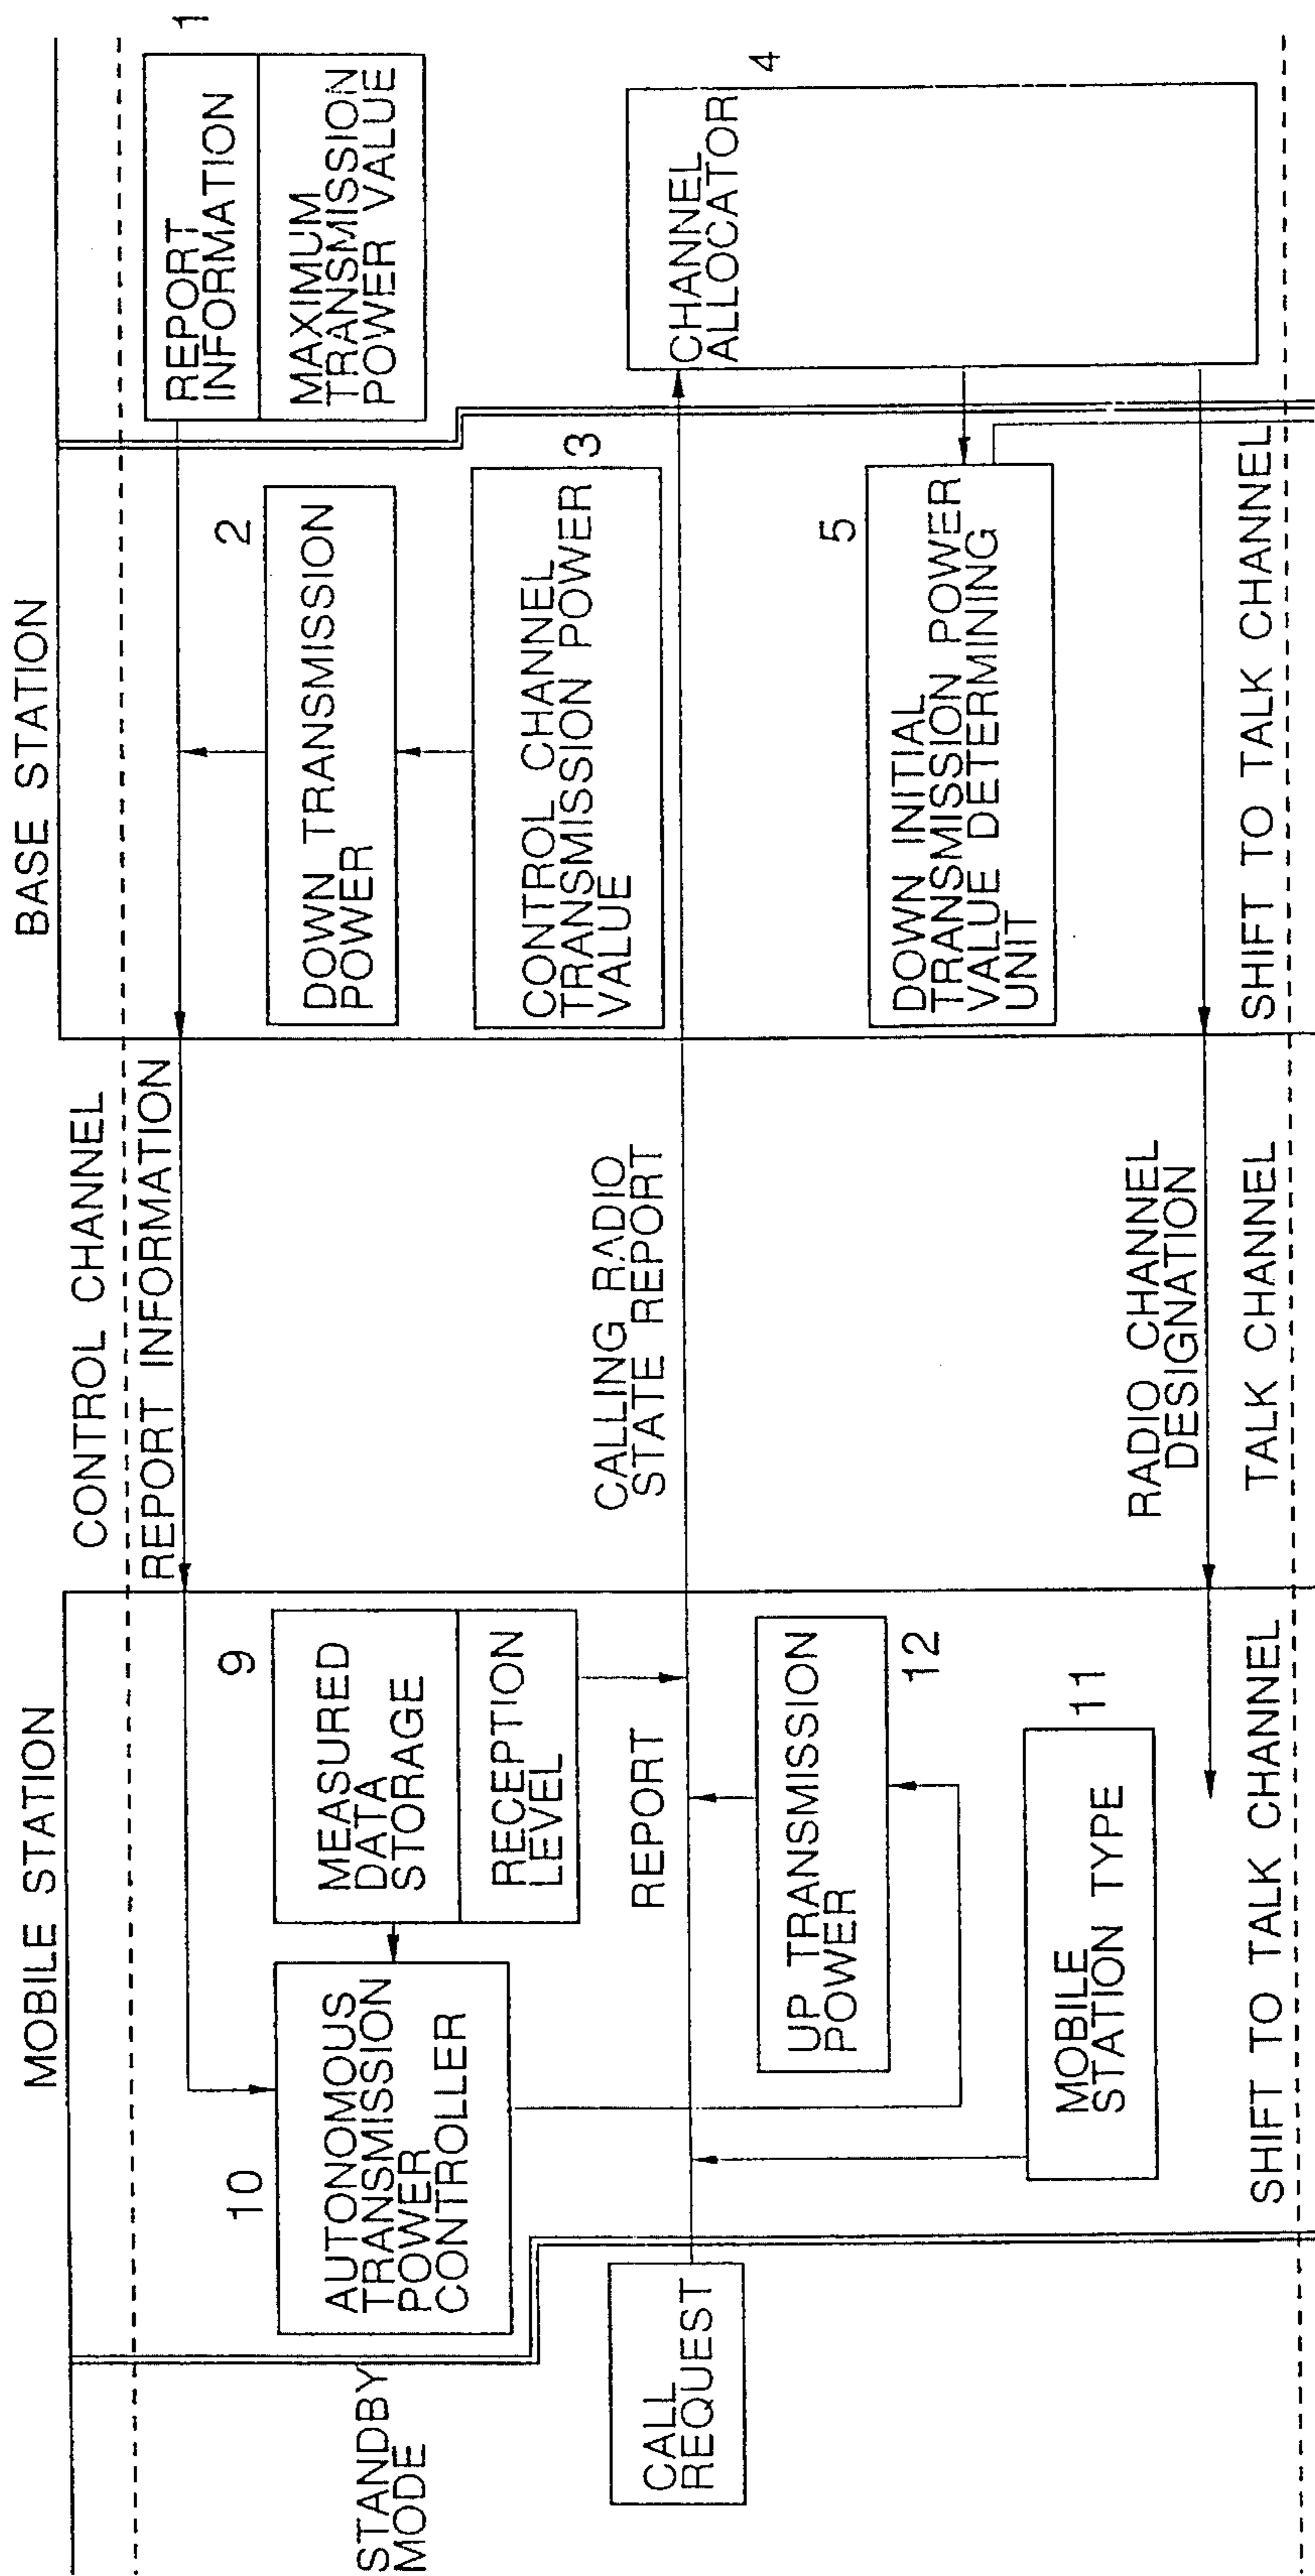 MOBILE STATION
BASE STATION
CONTROL CHANNEL
REPORT INFORMATION
1
REPORT
INFORMATION
MAXIMUM
TRANSMISSION
POWER VALUE
10
AUTONOMOUS
TRANSMISSION
POWER
CONTROLLER
9
MEASURED
DATA
STORAGE
RECEPTION
LEVEL
2
DOWN TRANSMISSION
POWER
3
CONTROL CHANNEL
TRANSMISSION POWER
VALUE
STANDBY
MODE
CALL
REQUEST
REPORT
CALLING RADIO
STATE REPORT
4
CHANNEL
ALLOCATOR
UP TRANSMISSION
POWER
12
5
DOWN INITIAL
TRANSMISSION POWER
VALUE DETERMINING
UNIT
MOBILE
STATION TYPE
11
RADIO CHANNEL
DESIGNATION
SHIFT TO TALK CHANNEL
TALK CHANNEL
SHIFT TO TALK CHANNEL